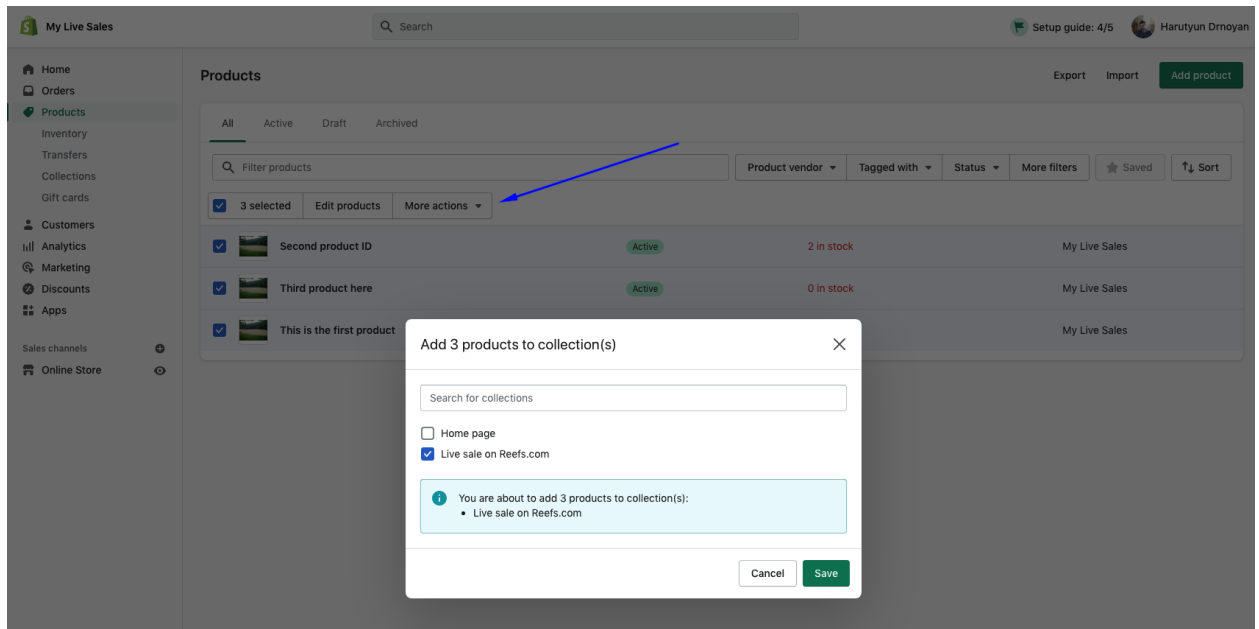 My Live Sales
Search
Setup guide: 4/5
Harutyun Drnoyan
Home
Orders
Products
Inventory
Transfers
Collections
Gift cards
Customers
Analytics
Marketing
Discounts
Apps
Sales channels
Online Store
Products
Export Import Add product
All Active Draft Archived
Filter products
Product vendor Tagged with Status More filters Saved Sort
3 selected Edit products More actions
Second product ID Active 2 in stock My Live Sales
Third product here Active 0 in stock My Live Sales
This is the first product My Live Sales
Add 3 products to collection(s)
Search for collections
Home page
Live sale on Reefs.com
You are about to add 3 products to collection(s):
• Live sale on Reefs.com
Cancel Save